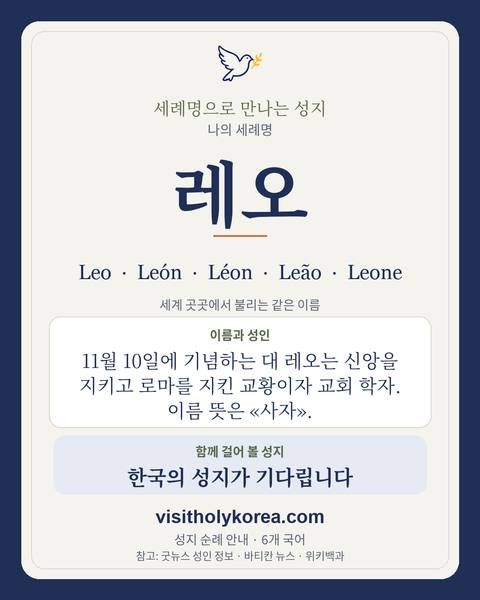 세례명으로 만나는 성지
나의 세례명
레오
Leo · León · Léon · Leão · Leone
세계 곳곳에서 불리는 같은 이름
이름과 성인
11월 10일에 기념하는 대 레오는 신앙을
지키고 로마를 지킨 교황이자 교회 학자.
이름 뜻은 «사자».
함께 걸어 볼 성지
한국의 성지가 기다립니다
visitholykorea.com
성지 순례 안내 · 6개 국어
참고: 굿뉴스 성인 정보 · 바티칸 뉴스 · 위키백과